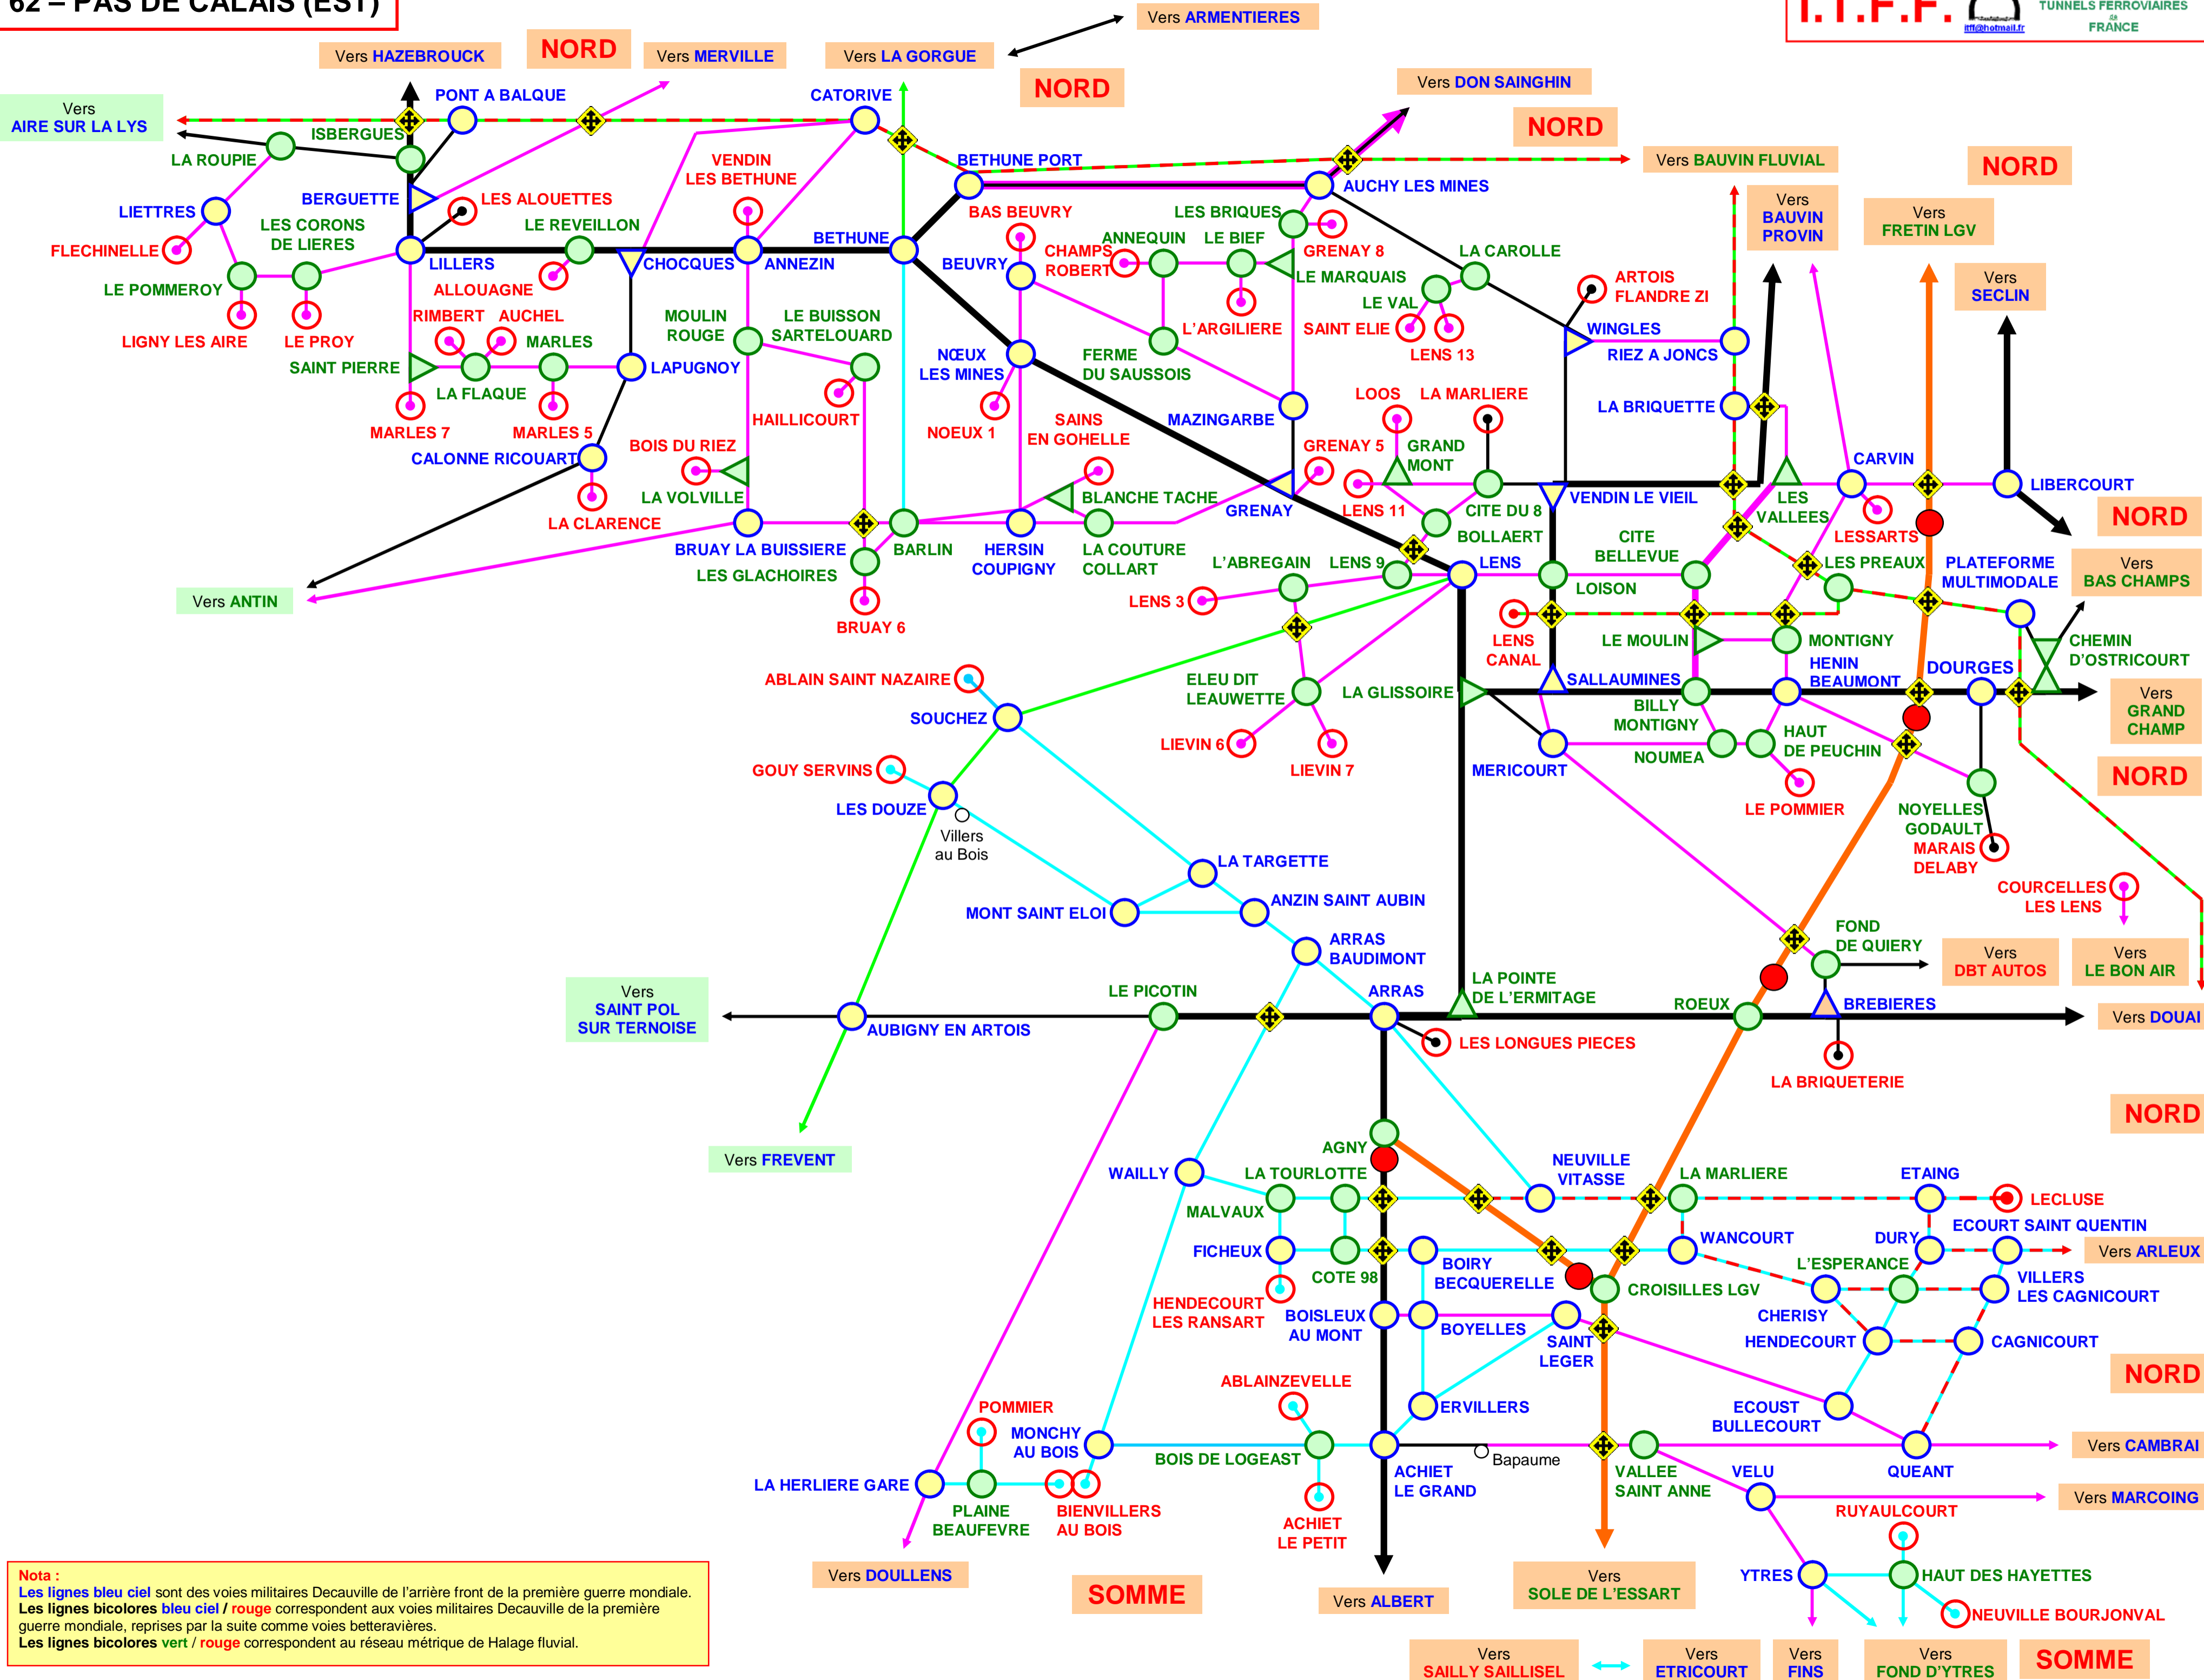 62 – PAS DE CALAIS (EST)
I.T.F.F.
TUNNELS FERROVIAIRES
de
FRANCE
itff@hotmail.fr
Vers ARMENTIERES
Vers HAZEBROUCK
NORD
Vers MERVILLE
Vers LA GORGUE
NORD
Vers DON SAINGHIN
NORD
Vers
AIRE SUR LA LYS
PONT A BALQUE
CATORIVE
ISBERGUES
LA ROUPIE
VENDIN
LES BETHUNE
BETHUNE PORT
Vers BAUVIN FLUVIAL
NORD
BERGUETTE
LES ALOUETTES
AUCHY LES MINES
Vers
BAUVIN
PROVIN
Vers
FRETIN LGV
LIETTRES
LES CORONS
DE LIERES
LE REVEILLON
BETHUNE
BAS BEUVRY
LES BRIQUES
FLECHINELLE
LILLERS
CHOCQUES
ANNEZIN
BEUVRY
CHAMPS
ROBERT
ANNEQUIN
LE BIEF
GRENAY 8
LE MARQUAIS
LA CAROLLE
ARTOIS
FLANDRE ZI
Vers
SECLIN
LE POMMEROY
ALLOUAGNE
LE VAL
LIGNY LES AIRE
LE PROY
RIMBERT
AUCHEL
MARLES
MOULIN
ROUGE
LE BUISSON
SARTELOUARD
L'ARGILIERE
SAINT ELIE
LENS 13
WINGLES
RIEZ A JONCS
SAINT PIERRE
LA FLAQUE
LAPUGNOY
NŒUX
LES MINES
FERME
DU SAUSSOIS
MARLES 7
MARLES 5
HAILLICOURT
NOEUX 1
SAINS
EN GOHELLE
MAZINGARBE
LOOS
LA MARLIERE
LA BRIQUETTE
CALONNE RICOUART
BOIS DU RIEZ
LA VOLVILLE
GRENAY 5
GRAND
MONT
CARVIN
LA CLARENCE
BLANCHE TACHE
GRENAY
LENS 11
CITE DU 8
VENDIN LE VIEIL
LES
VALLEES
LESSARTS
LIBERCOURT
NORD
BRUAY LA BUISSIERE
BARLIN
HERSIN
COUPIGNY
LA COUTURE
COLLART
BOLLAERT
CITE
BELLEVUE
LES GLACHOIRES
L'ABREGAIN
LENS 9
LENS
LOISON
LES PREAUX
PLATEFORME
MULTIMODALE
Vers
BAS CHAMPS
Vers ANTIN
BRUAY 6
LENS 3
LENS
CANAL
LE MOULIN
MONTIGNY
CHEMIN
D'OSTRICOURT
ABLAIN SAINT NAZAIRE
ELEU DIT
LEAUWETTE
LA GLISSOIRE
SALLAUMINES
HENIN
BEAUMONT
DOURGES
SOUCHEZ
BILLY
MONTIGNY
Vers
GRAND
CHAMP
LIEVIN 6
LIEVIN 7
MERICOURT
NOUMEA
HAUT
DE PEUCHIN
NORD
GOUY SERVINS
LES DOUZE
Villers
au Bois
LE POMMIER
NOYELLES
GODAULT
MARAIS
DELABY
LA TARGETTE
COURCELLES
LES LENS
MONT SAINT ELOI
ANZIN SAINT AUBIN
ARRAS
BAUDIMONT
FOND
DE QUIERY
Vers
DBT AUTOS
Vers
LE BON AIR
Vers
SAINT POL
SUR TERNOISE
LE PICOTIN
ARRAS
LA POINTE
DE L'ERMITAGE
ROEUX
BREBIERES
AUBIGNY EN ARTOIS
LES LONGUES PIECES
Vers DOUAI
LA BRIQUETERIE
NORD
Vers FREVENT
AGNY
WAILLY
LA TOURLOTTE
NEUVILLE
VITASSE
LA MARLIERE
ETAING
LECLUSE
MALVAUX
ECOURT SAINT QUENTIN
FICHEUX
COTE 98
BOIRY
BECQUERELLE
WANCOURT
DURY
Vers ARLEUX
L'ESPERANCE
HENDECOURT
LES RANSART
CROISILLES LGV
CHERISY
VILLERS
LES CAGNICOURT
BOISLEUX
AU MONT
BOYELLES
SAINT
LEGER
HENDECOURT
CAGNICOURT
NORD
ABLAINZEVELLE
POMMIER
ERVILLERS
ECOUST
BULLECOURT
MONCHY
AU BOIS
BOIS DE LOGEAST
Bapaume
Vers CAMBRAI
LA HERLIERE GARE
ACHIET
LE GRAND
VALLEE
SAINT ANNE
VELU
QUEANT
Vers MARCOING
PLAINE
BEAUFEVRE
BIENVILLERS
AU BOIS
ACHIET
LE PETIT
RUYAULCOURT
Vers DOULLENS
SOMME
Vers ALBERT
Vers
SOLE DE L'ESSART
YTRES
HAUT DES HAYETTES
NEUVILLE BOURJONVAL
Nota :
Les lignes bleu ciel sont des voies militaires Decauville de l'arrière front de la première guerre mondiale.
Les lignes bicolores bleu ciel / rouge correspondent aux voies militaires Decauville de la première
guerre mondiale, reprises par la suite comme voies betteravières.
Les lignes bicolores vert / rouge correspondent au réseau métrique de Halage fluvial.
Vers
SAILLY SAILLISEL
Vers
ETRICOURT
Vers
FINS
Vers
FOND D'YTRES
SOMME